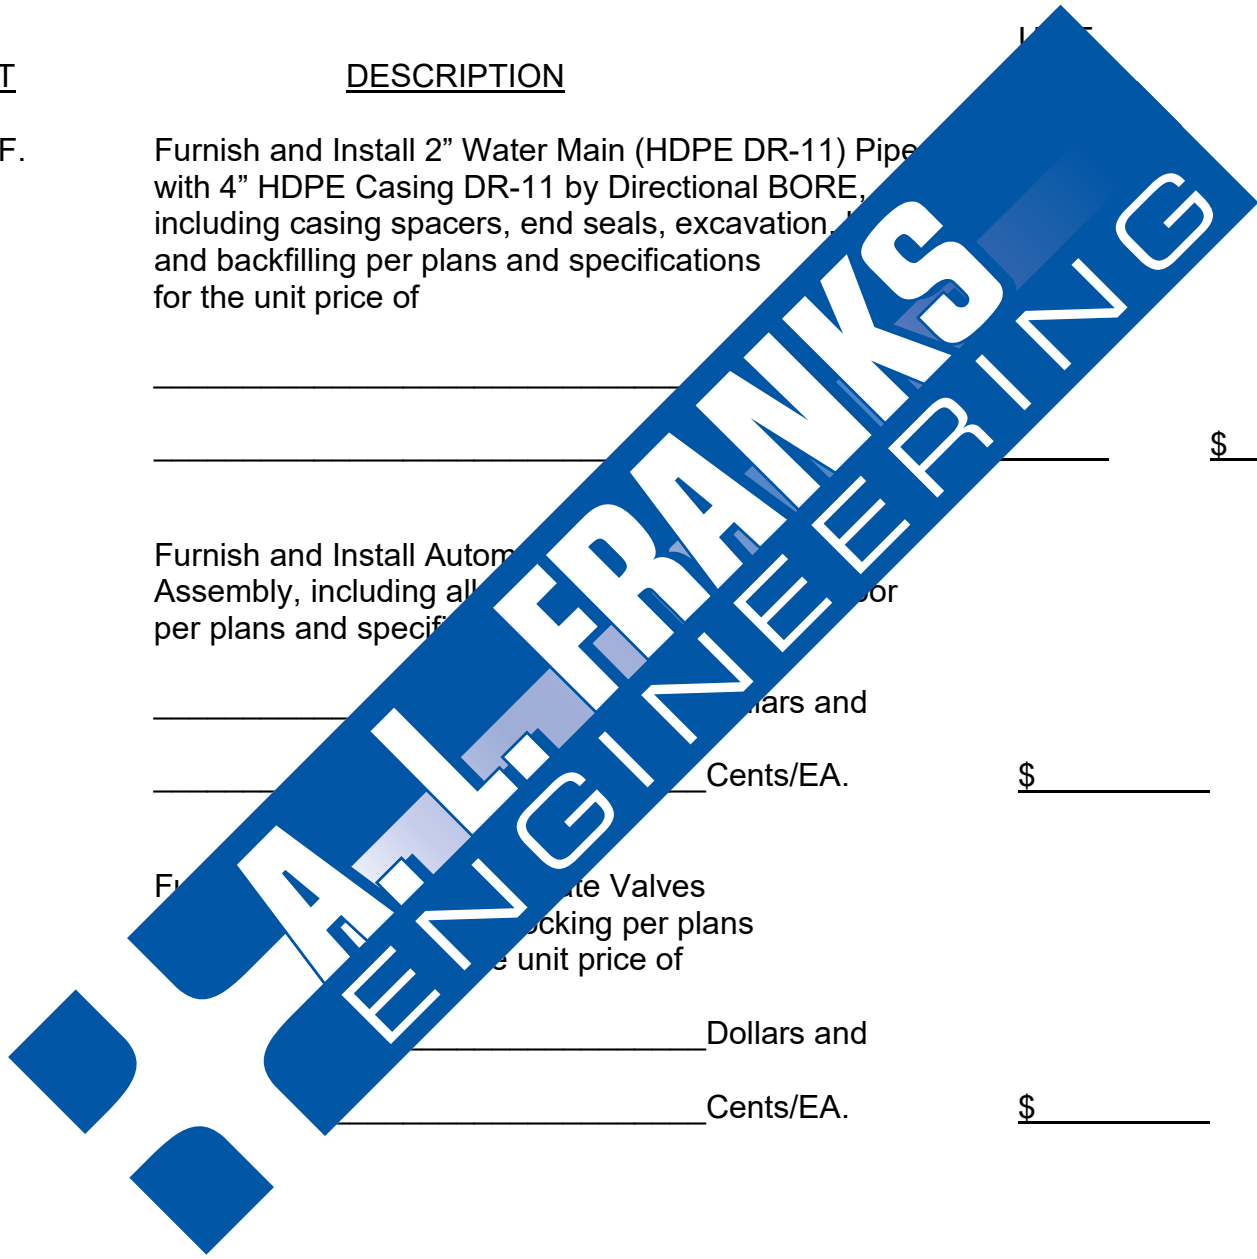 DESCRIPTION
F. Furnish and Install 2” Water Main (HDPE DR-11) Pipe
with 4” HDPE Casing DR-11 by Directional BORE,
including casing spacers, end seals, excavation,
and backfilling per plans and specifications
for the unit price of
$
Furnish and Install
Assembly, including all
per plans and
Dollars and
Cents/EA. $
Valves
per plans
unit price of
Dollars and
Cents/EA. $
A. L. FRANKS
ENGINEERING